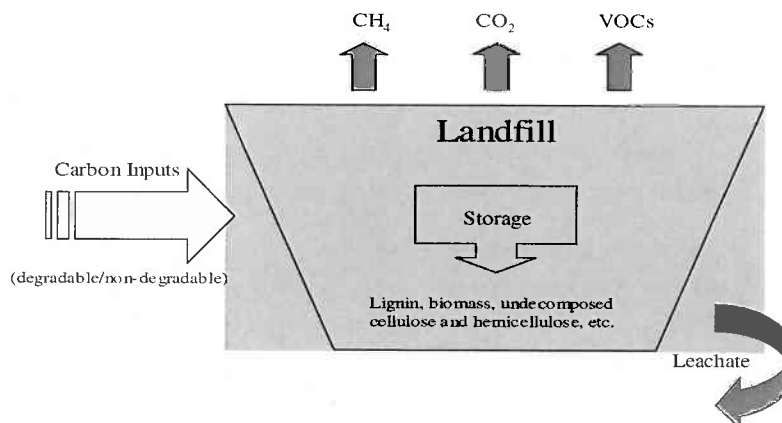 CH4 CO2 VOCs
Landfill
Carbon Inputs
Storage
(degradable/non-degradable)
Lignin, biomass, undecomposed
cellulose and hemicellulose, etc.
Leachate